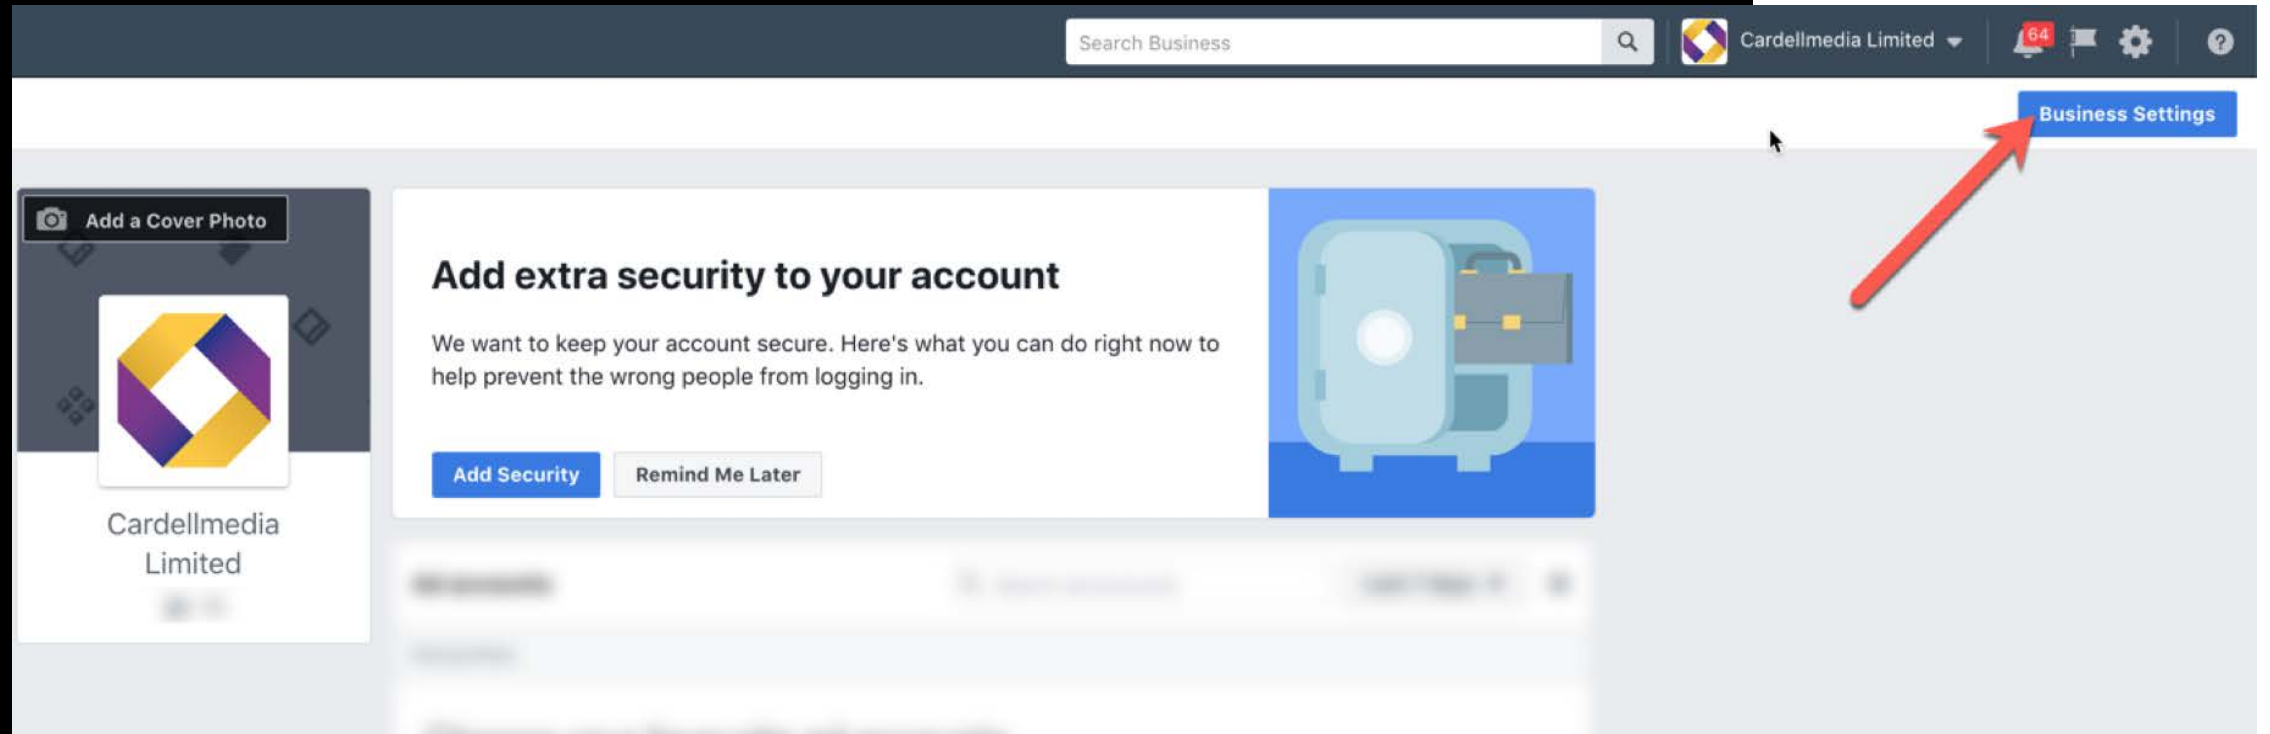 Search Business
Cardellmedia Limited
64
Business Settings
Add a Cover Photo
Add extra security to your account
We want to keep your account secure. Here's what you can do right now to
help prevent the wrong people from logging in.
Add Security
Remind Me Later
Cardellmedia
Limited